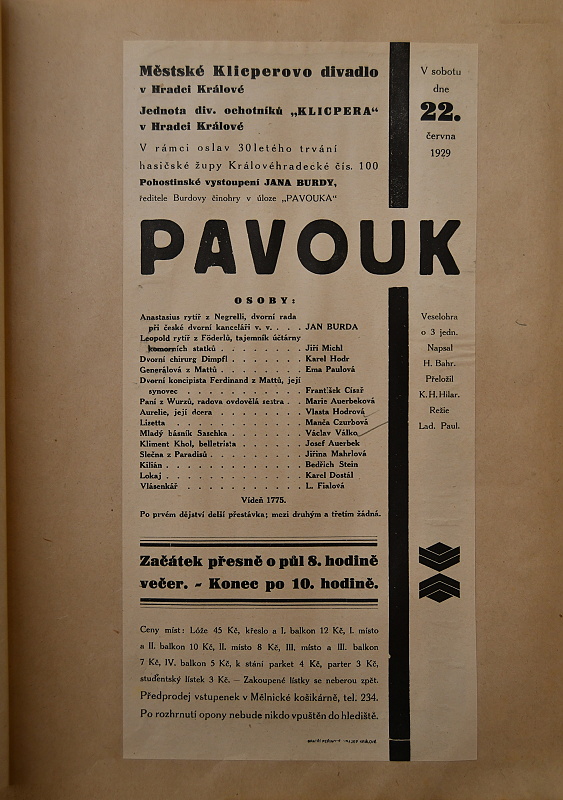 Městské Klicperovo divadlo
v Hradci Králové
Jednota div. ochotníků „KLICPERA“
v Hradci Králové
V rámci oslav 30letého trvání
hasičské župy Královéhradecké čís. 100
Pohostinské vystoupení JANA BURDY,
ředitele Burdovy činohry v úloze „PAVOUKA“
V sobotu
dne
22.
června
1929
PAVOUK
OSOBY:
Anastasius rytíř z Negrelli, dvorní rada
při české dvorní kanceláři v. v. . . . JAN BURDA
Leopold rytíř z Föderlů, tajemník účtárny
komorních statků . . . . . . . . . Jiří Michl
Dvorní chirurg Dimpfl . . . . . . . Karel Hodr
Generálová z Mattů . . . . . . . . Ema Paulová
Dvorní koncipista Ferdinand z Mattů, její
synovec . . . . . . . . . . . . František Císař
Paní z Wurzů, radova ovdovělá sestra . . Marie Auerbeková
Aurelie, její dcera . . . . . . . . . Vlasta Hodrová
Lisetta . . . . . . . . . . . . . Manča Czurbová
Mladý básník Saschka . . . . . . . . Václav Válko
Kliment Khol, belletrista . . . . . . . Josef Auerbek
Slečna z Paradisů . . . . . . . . . Jiřina Mahrlová
Kilián . . . . . . . . . . . . . Bedřich Stein
Lokaj . . . . . . . . . . . . . Karel Dostál
Vlásenkář . . . . . . . . . . . . L. Fialová
Vídeň 1775.
Po prvém dějství delší přestávka; mezi druhým a třetím žádná.
Veselohra
o 3 jedn.
Napsal
H. Bahr.
Přeložil
K. H. Hilar.
Režie
Lad. Paul.
Začátek přesně o půl 8. hodině
večer. - Konec po 10. hodině.
Ceny míst: Lóže 45 Kč, křeslo a I. balkon 12 Kč, I. místo
a II. balkon 10 Kč, II. místo 8 Kč, III. místo a III. balkon
7 Kč, IV. balkon 5 Kč, k stání parket 4 Kč, parter 3 Kč,
studentský lístek 3 Kč. — Zakoupené lístky se neberou zpět.
Předprodej vstupenek v Mělnické košikárně, tel. 234.
Po rozhrnutí opony nebude nikdo vpuštěn do hlediště.